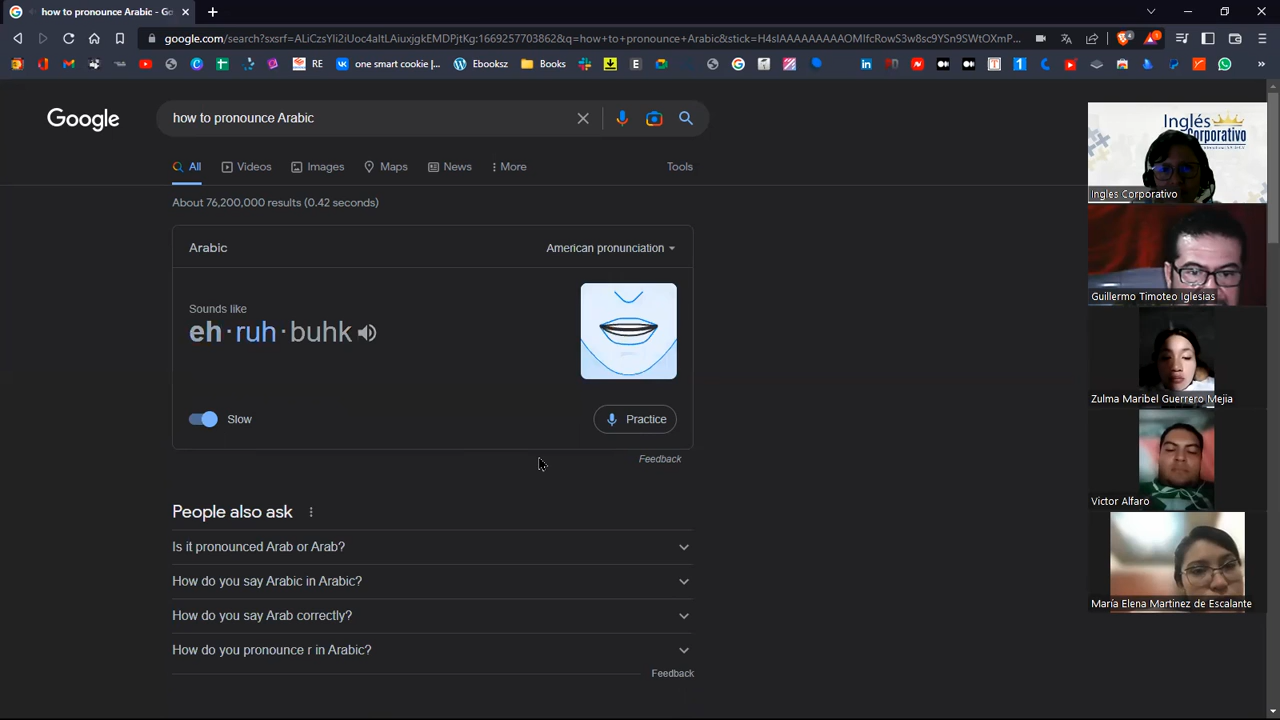 how to pronounce Arabic - Go
google.com/search?sxsrf=ALiCzsYli2iUoc4aItLAiuxjgkEMDPjtKg:1669257703862&q=how+to+pronounce+Arabic&stick=H4sIAAAAAAAAAOMIfcRowS3w8sc9YSn9SWtOXmP...
RE
one smart cookie |...
Ebooksz
Books
Google
how to pronounce Arabic
All
Videos
Images
Maps
News
More
Tools
About 76,200,000 results (0.42 seconds)
Arabic
American pronunciation
Sounds like
eh·ruh·buhk
Slow
Practice
Feedback
People also ask
Is it pronounced Arab or Arab?
How do you say Arabic in Arabic?
How do you say Arab correctly?
How do you pronounce r in Arabic?
Feedback
Inglés
Corporativo
Ingles Corporativo
Guillermo Timoteo Iglesias
Zulma Maribel Guerrero Mejia
Victor Alfaro
María Elena Martinez de Escalante